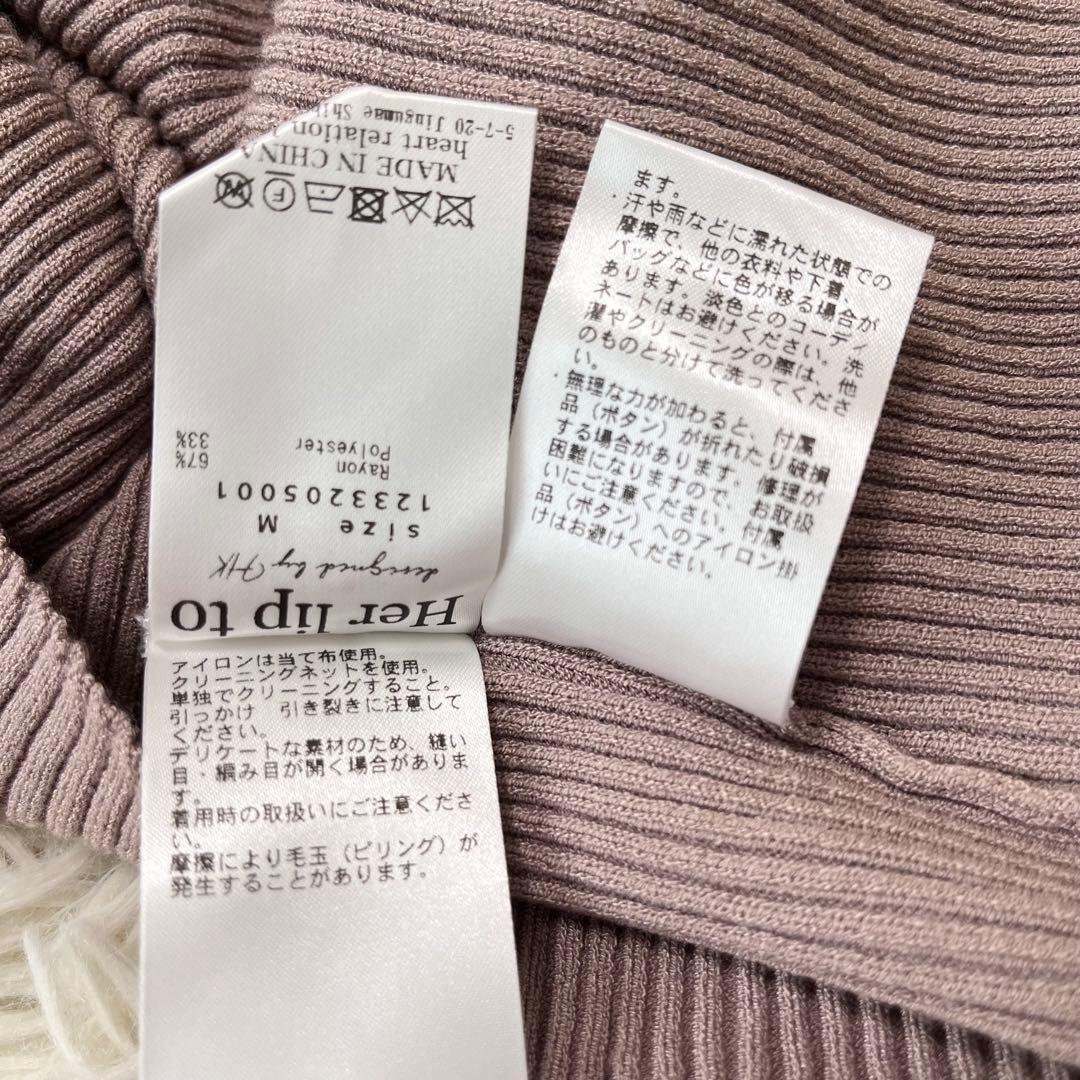 Her lip to
designed by HK
size M
1233205001
Rayon 67%
Polyester 33%
W
F
MADE IN CHINA
heart relation
5-7-20 Jingumae
アイロンは当て布使用。
クリーニングネットを使用。
単独でクリーニングすること。
引っかけ 引き裂きに注意して
ください。
デリケートな素材のため、縫い
目・編み目が開く場合がありま
す。
着用時の取扱いにご注意くださ
い。
摩擦により毛玉（ピリング）が
発生することがあります。
ます。
・汗や雨などに濡れた状態での
摩擦で、他の衣料や下着、
バッグなどに色が移る場合が
あります。淡色とのコーディ
ネートはお避けください。洗
濯やクリーニングの際は、他
のものと分けて洗ってくださ
い。
・無理な力が加わると、付属
品（ボタン）が折れたり破損
する場合があります。修理が
困難になりますので、お取扱
いにご注意ください。付属
品（ボタン）へのアイロン掛
けはお避けください。